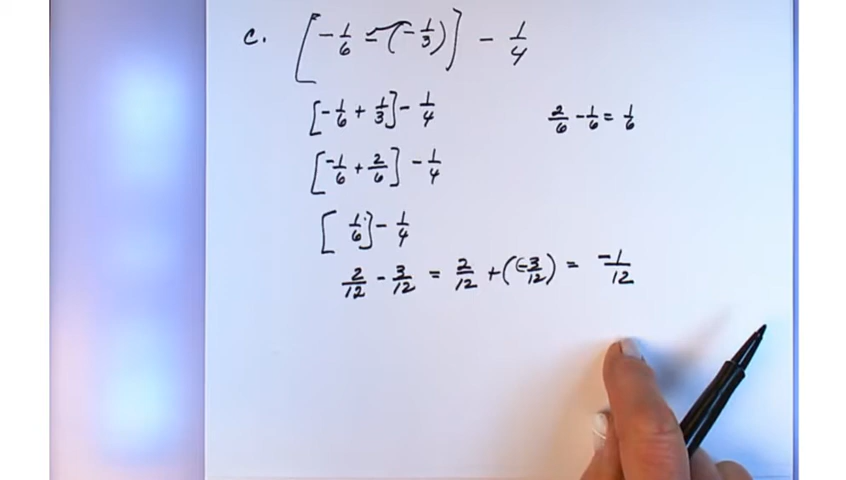 c. [-1/6 - (-1/3)] - 1/4
[-1/6 + 1/3] - 1/4
2/6 - 1/6 = 1/6
[-1/6 + 2/6] - 1/4
[1/6] - 1/4
2/12 - 3/12 = 2/12 + (-3/12) = -1/12